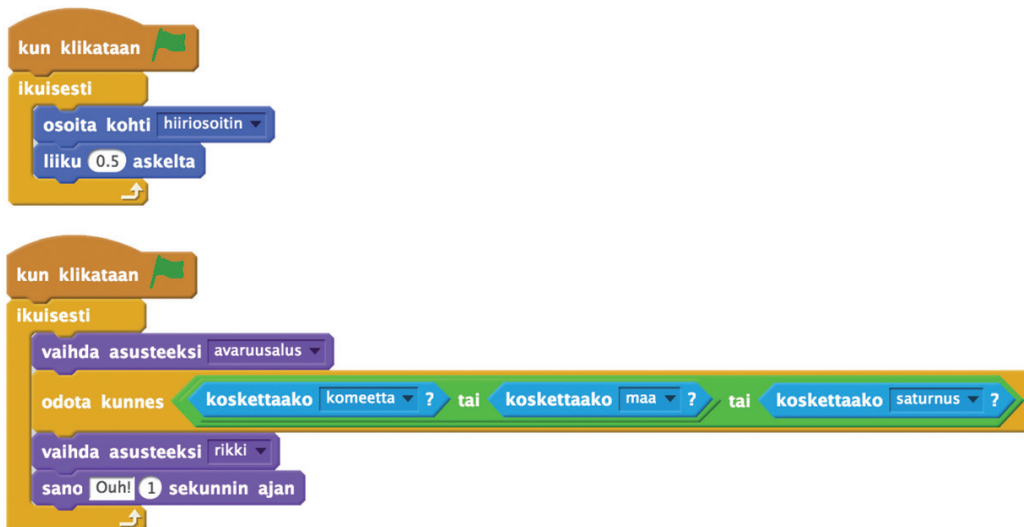 kun klikataan
ikuisesti
osoita kohti hiiriosoitin
liiku 0.5 askelta
kun klikataan
ikuisesti
vaihda asusteeksi avaruusalus
odota kunnes koskettaako komeetta ? tai koskettaako maa ? tai koskettaako saturnus ?
vaihda asusteeksi rikki
sano Ouh! 1 sekunnin ajan